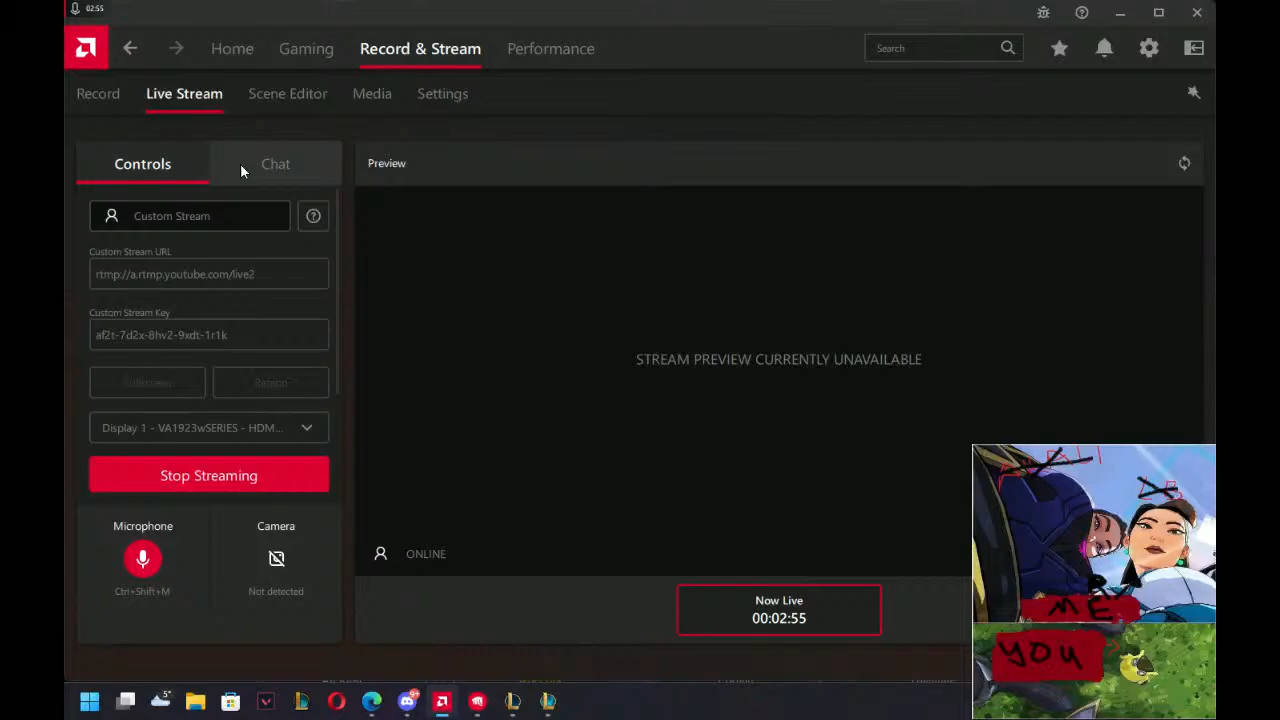 02:55
Home Gaming Record & Stream Performance Search
Record Live Stream Scene Editor Media Settings
Controls Chat
Preview
Custom Stream
Custom Stream URL
rtmp://a.rtmp.youtube.com/live2
Custom Stream Key
af2t-7d2x-8hv2-9xdt-1r1k
STREAM PREVIEW CURRENTLY UNAVAILABLE
Display 1 - VA1923wSERIES - HDM...
Stop Streaming
Microphone Camera
Ctrl+Shift+M Not detected
ONLINE
Now Live
00:02:55
ME
YOU
5°